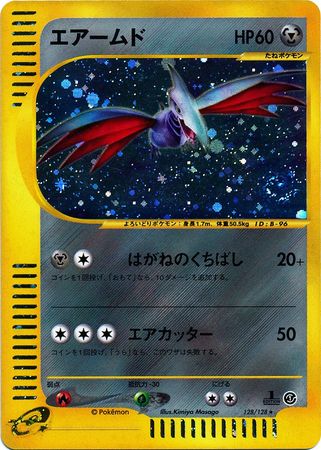 エアームド HP60
たねポケモン
よろいどりポケモン：身長1.7m、体重50.5kg ID：B-96
はがねのくちばし 20+
コインを1回投げ、「おもて」なら、10ダメージを追加する。
エアカッター 50
コインを1回投げ、「うら」なら、このワザは失敗する。
弱点 抵抗力 -30 にげる
1 EDITION
©Pokémon Illus.Kimiya Masago 128/128★